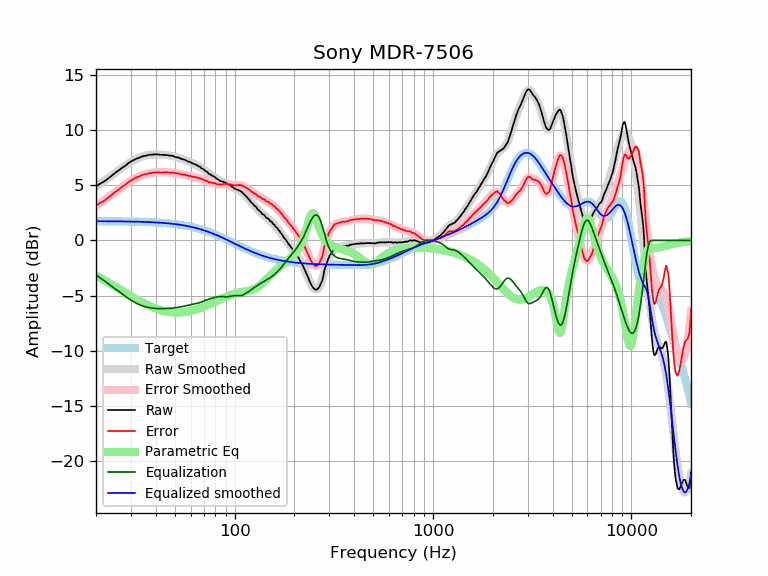 Sony MDR-7506
15
10
5
0
−5
−10
−15
−20
Amplitude (dBr)
Target
Raw Smoothed
Error Smoothed
Raw
Error
Parametric Eq
Equalization
Equalized smoothed
100
1000
10000
Frequency (Hz)